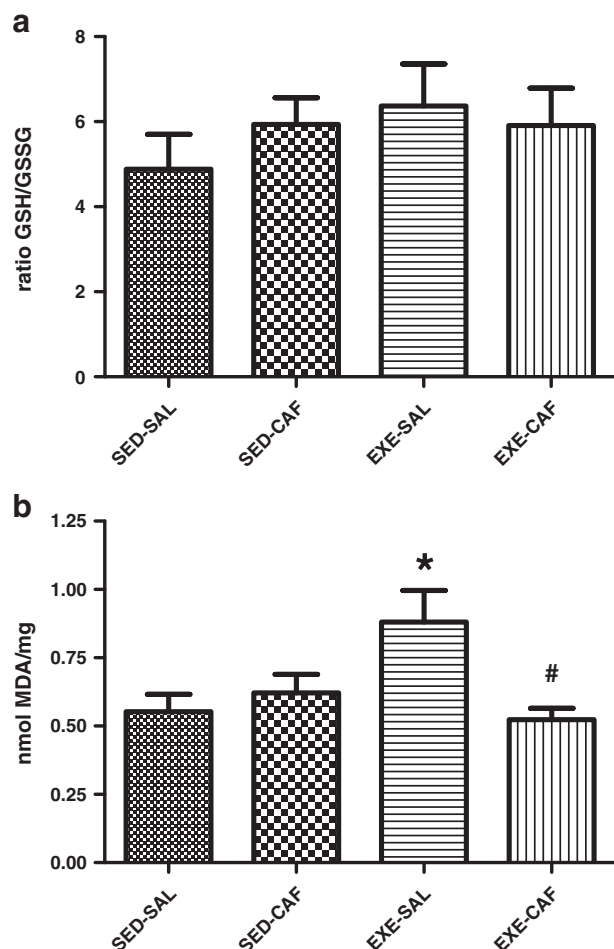 a
8
6
4
2
0
ratio GSH/GSSG
SED-SAL
SED-CAF
EXE-SAL
EXE-CAF
b
1.25
1.00
0.75
0.50
0.25
0.00
nmol MDA/mg
*
#
SED-SAL
SED-CAF
EXE-SAL
EXE-CAF